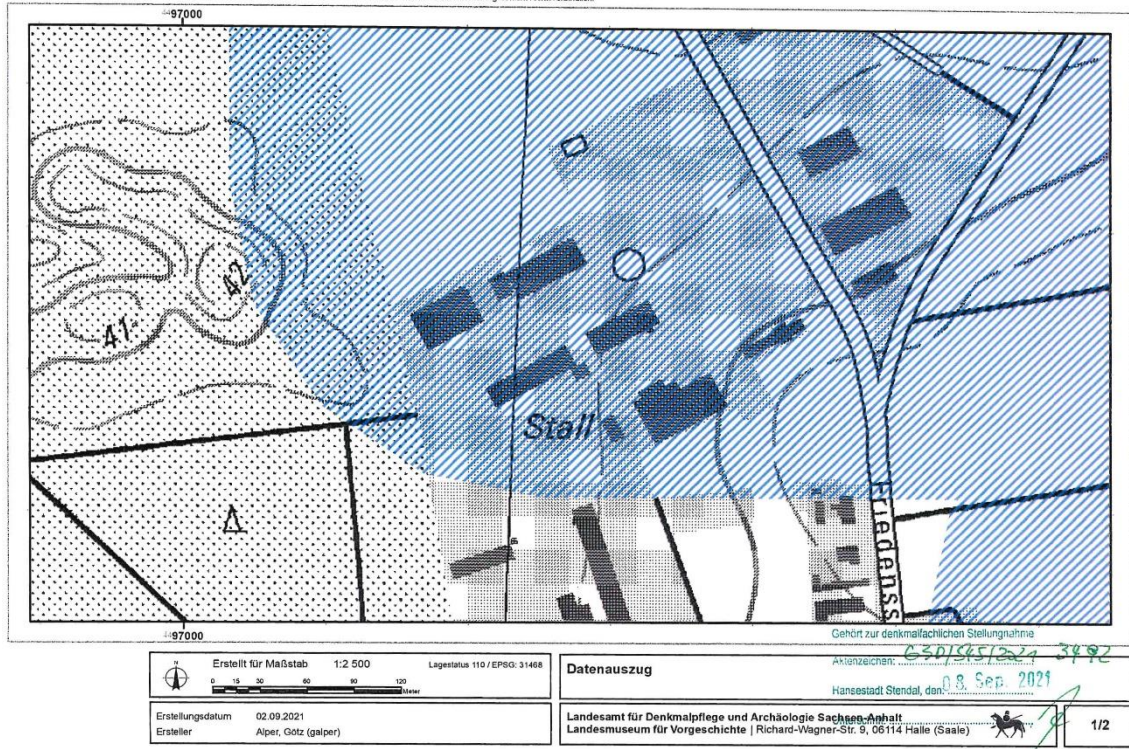 4497000
42
41
Stall
Friedenss
4497000
Gehört zur denkmalfachlichen Stellungnahme
Aktenzeichen:
Hansestadt Stendal, den: 08. Sep. 2021
Erstellt für Maßstab 1:2 500 Lagestatus 110 / EPSG: 31468
N
0 15 30 60 90 120
Meter
Datenauszug
Erstellungsdatum 02.09.2021
Ersteller Alper, Götz (galper)
Landesamt für Denkmalpflege und Archäologie Sachsen-Anhalt
Landesmuseum für Vorgeschichte | Richard-Wagner-Str. 9, 06114 Halle (Saale)
1/2